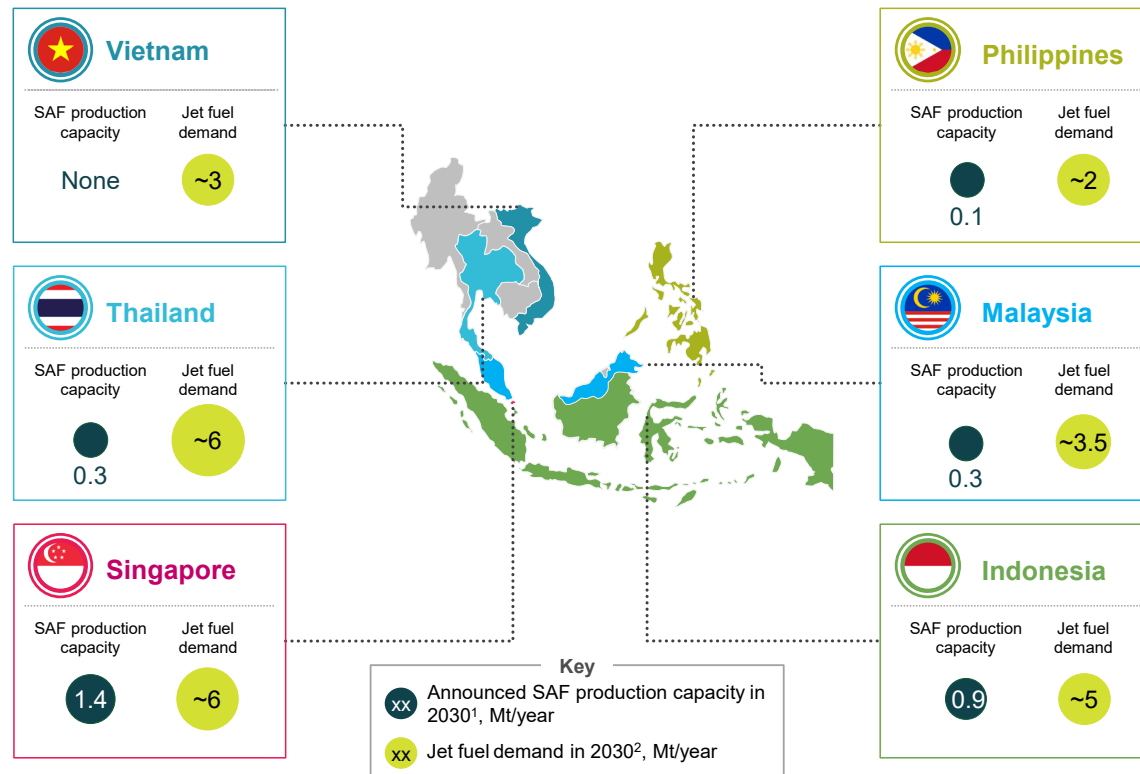 Vietnam
SAF production
capacity
Jet fuel
demand
None
~3
Thailand
SAF production
capacity
Jet fuel
demand
0.3
~6
Singapore
SAF production
capacity
Jet fuel
demand
1.4
~6
Philippines
SAF production
capacity
Jet fuel
demand
0.1
~2
Malaysia
SAF production
capacity
Jet fuel
demand
0.3
~3.5
Indonesia
SAF production
capacity
Jet fuel
demand
0.9
~5
Key
xx
Announced SAF production capacity in
2030¹, Mt/year
xx
Jet fuel demand in 2030², Mt/year